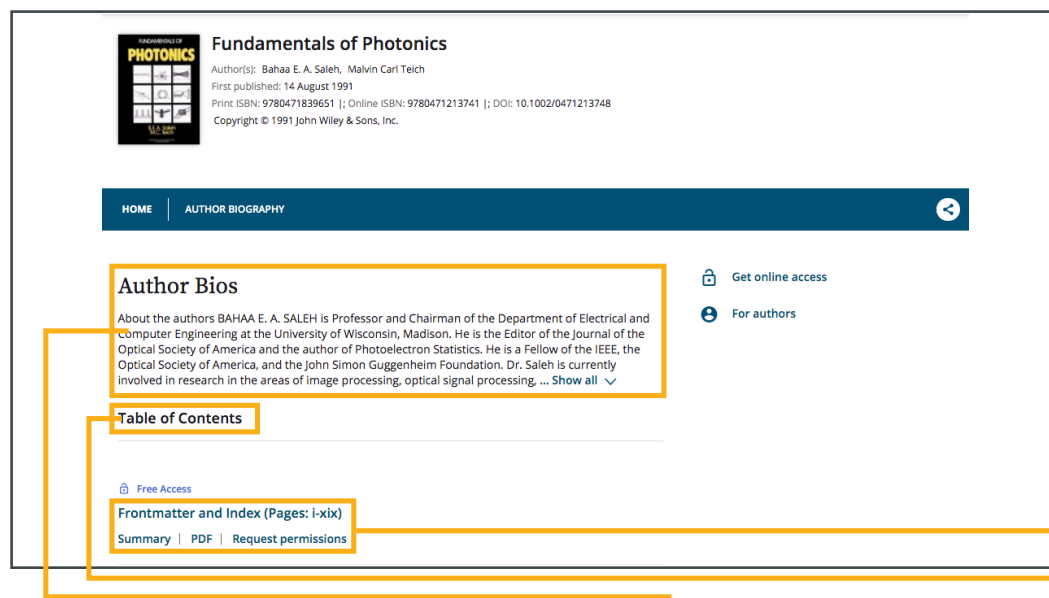 FUNDAMENTALS OF
PHOTONICS
B.E.A. Saleh
M.C. Teich
Fundamentals of Photonics
Author(s): Bahaa E. A. Saleh, Malvin Carl Teich
First published: 14 August 1991
Print ISBN: 9780471839651 |; Online ISBN: 9780471213741 |; DOI: 10.1002/0471213748
Copyright © 1991 John Wiley & Sons, Inc.
HOME AUTHOR BIOGRAPHY
Author Bios
About the authors BAHAA E. A. SALEH is Professor and Chairman of the Department of Electrical and
Computer Engineering at the University of Wisconsin, Madison. He is the Editor of the Journal of the
Optical Society of America and the author of Photoelectron Statistics. He is a Fellow of the IEEE, the
Optical Society of America, and the John Simon Guggenheim Foundation. Dr. Saleh is currently
involved in research in the areas of image processing, optical signal processing, ... Show all
Get online access
For authors
Table of Contents
Free Access
Frontmatter and Index (Pages: i-xix)
Summary | PDF | Request permissions